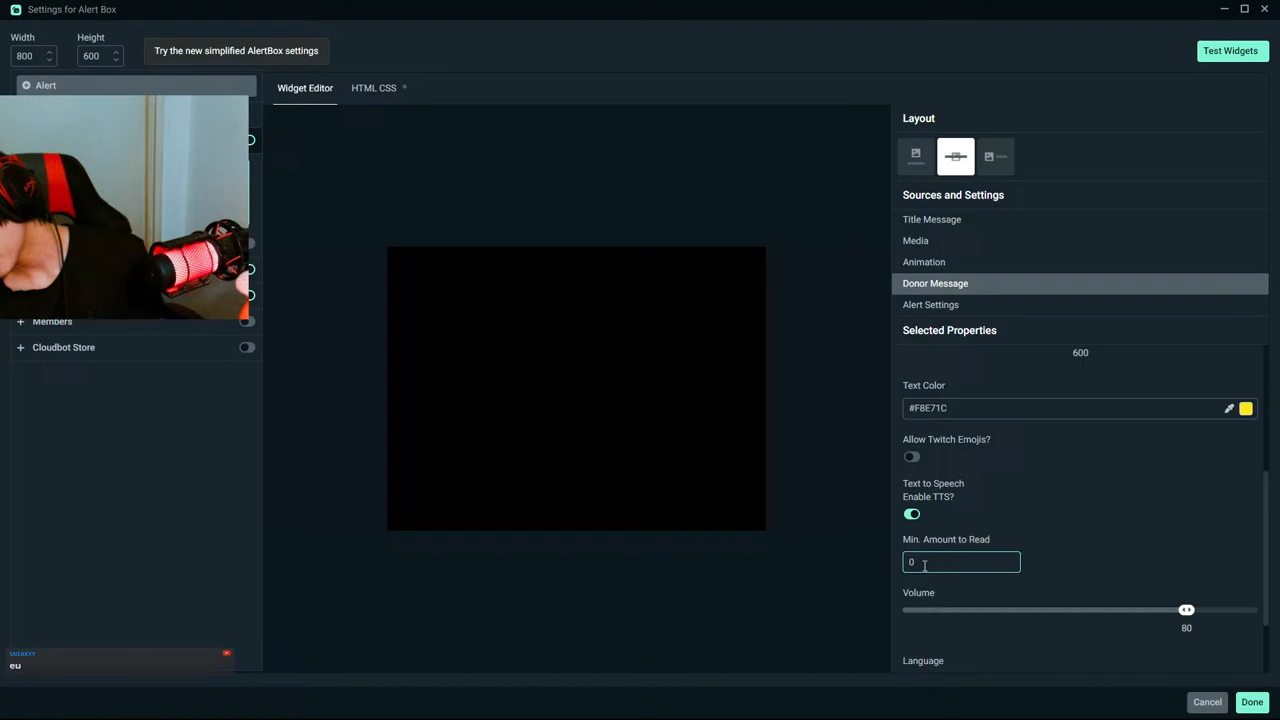 Settings for Alert Box
Width
Height
800
600
Try the new simplified AlertBox settings
Test Widgets
Alert
Widget Editor
HTML CSS
Layout
Sources and Settings
Title Message
Media
Animation
Donor Message
Alert Settings
Selected Properties
600
Text Color
#F8E71C
Allow Twitch Emojis?
Text to Speech
Enable TTS?
Min. Amount to Read
0
Volume
80
Language
Members
Cloudbot Store
SNEAKYY
eu
Cancel
Done